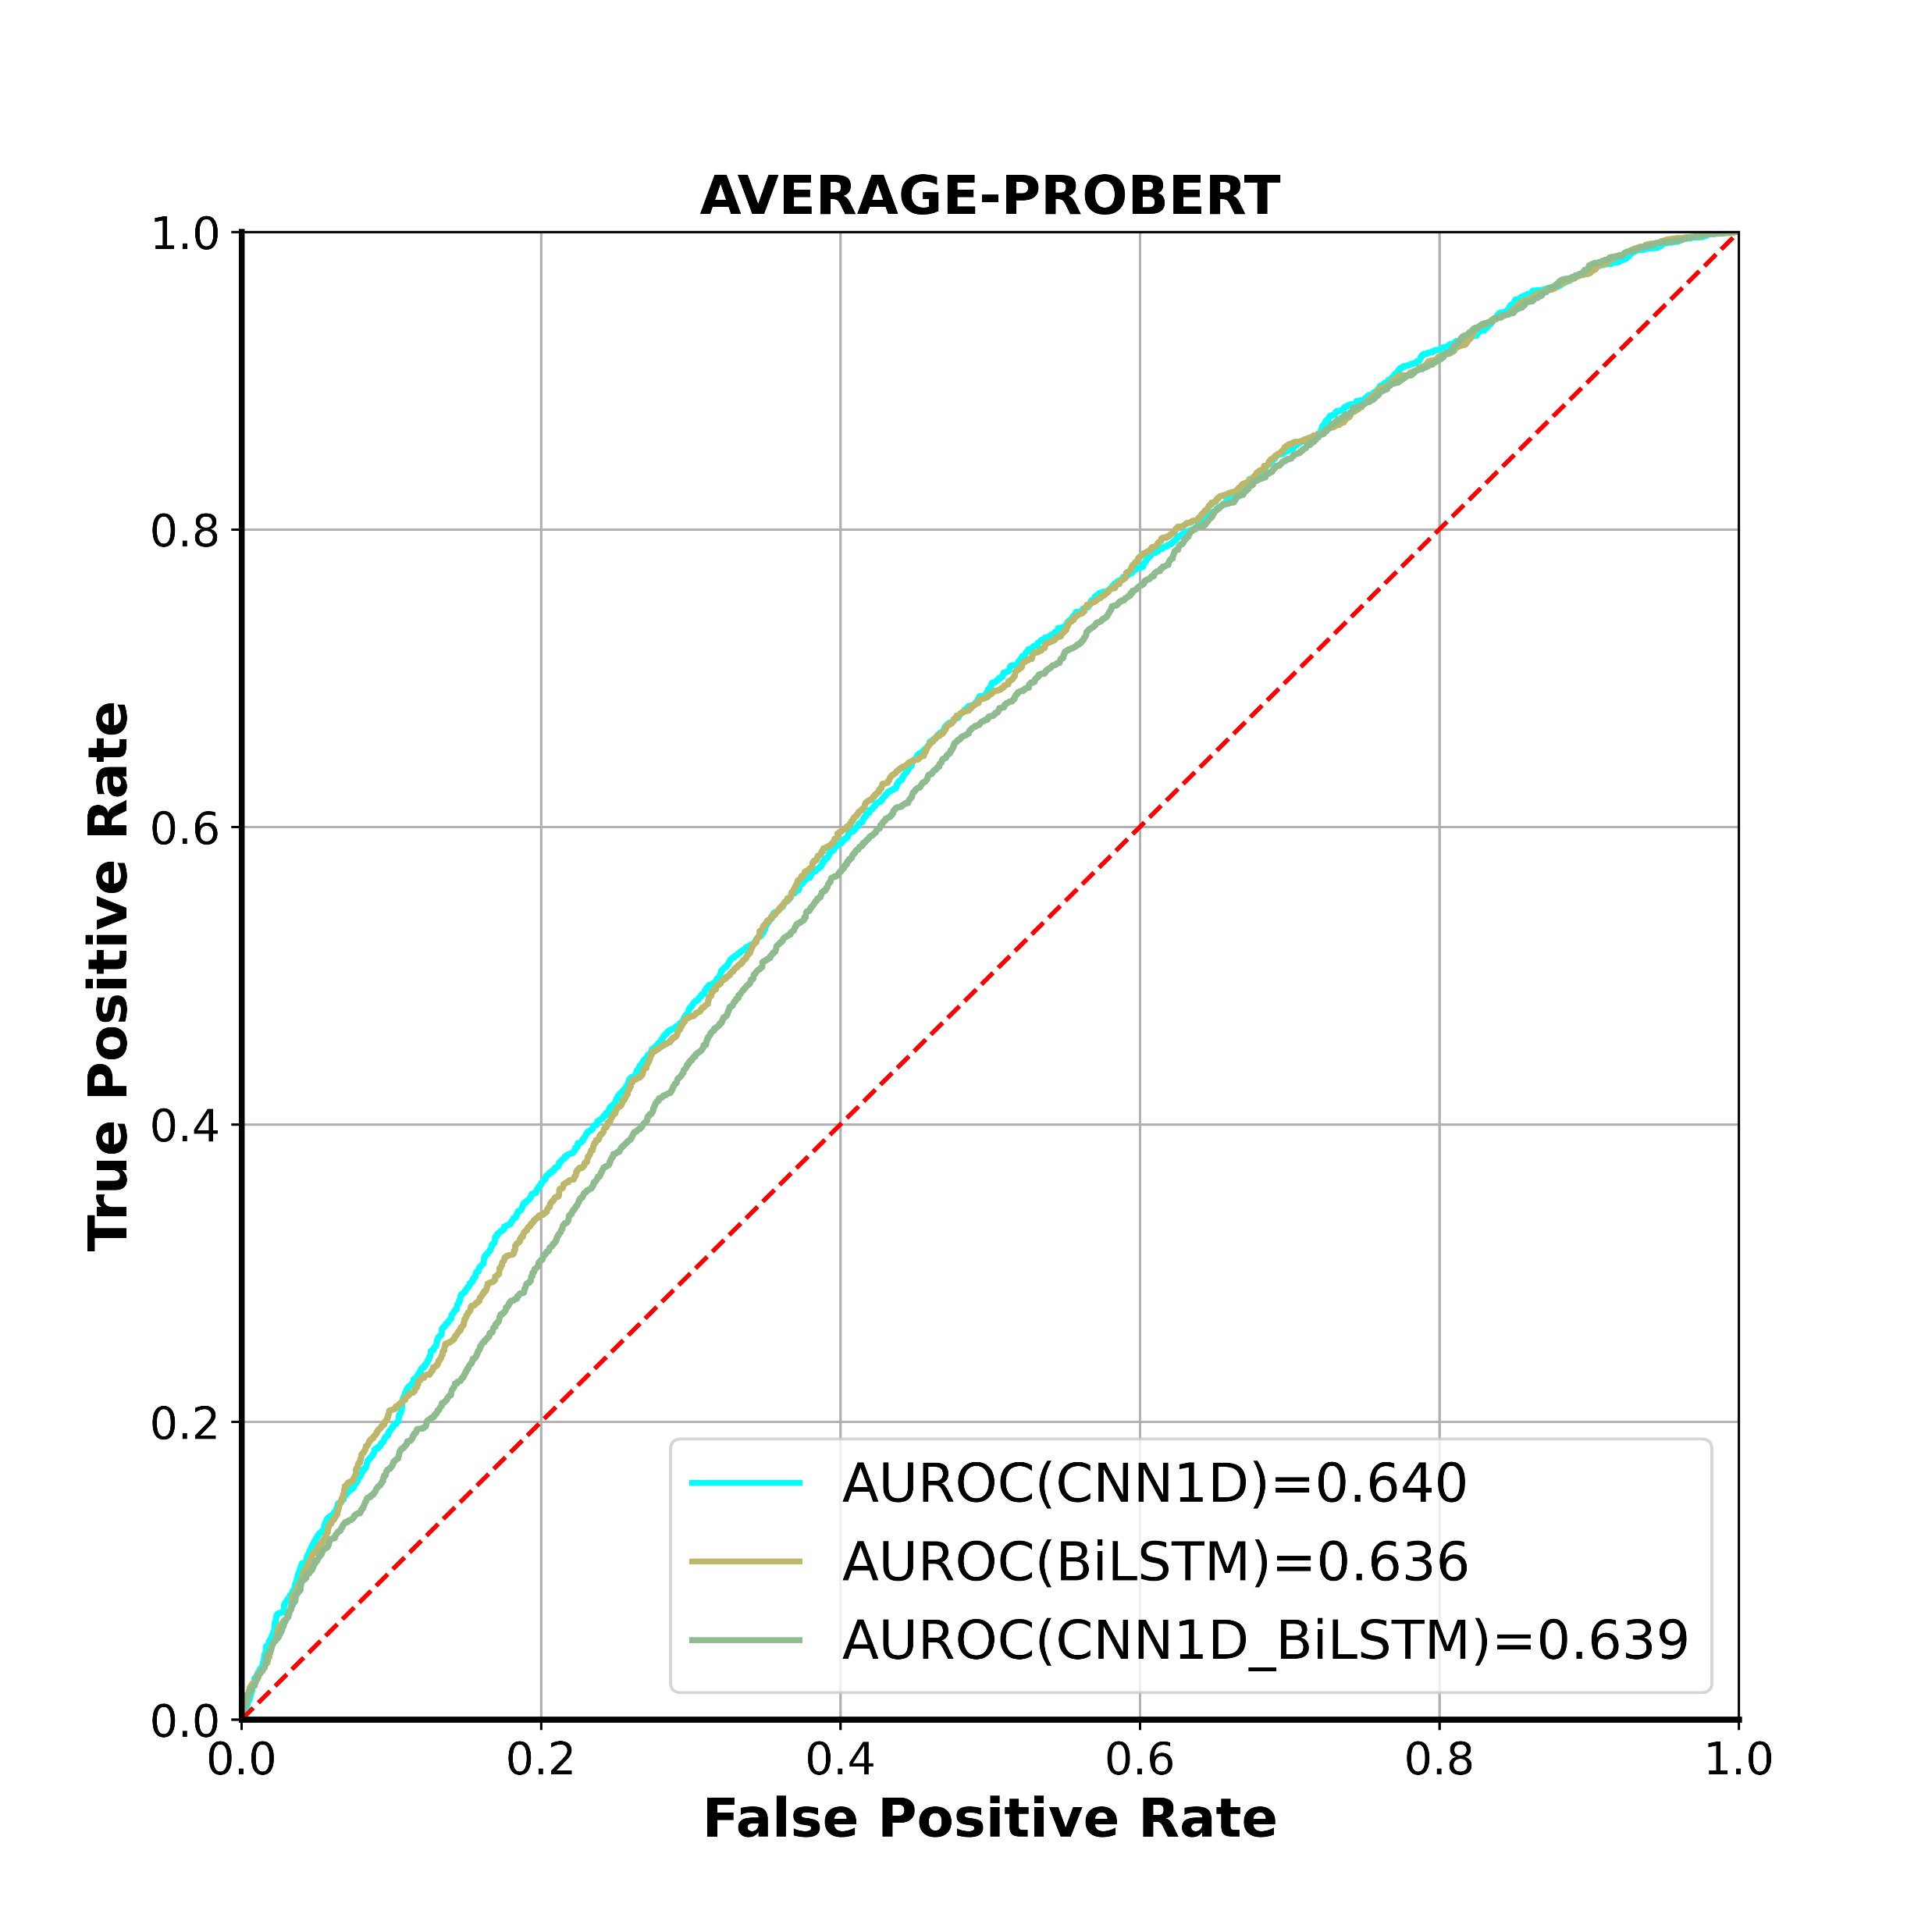 AVERAGE-PROBERT
True Positive Rate
1.0
0.8
0.6
0.4
0.2
0.0
AUROC(CNN1D)=0.640
AUROC(BiLSTM)=0.636
AUROC(CNN1D_BiLSTM)=0.639
0.0 0.2 0.4 0.6 0.8 1.0
False Positive Rate